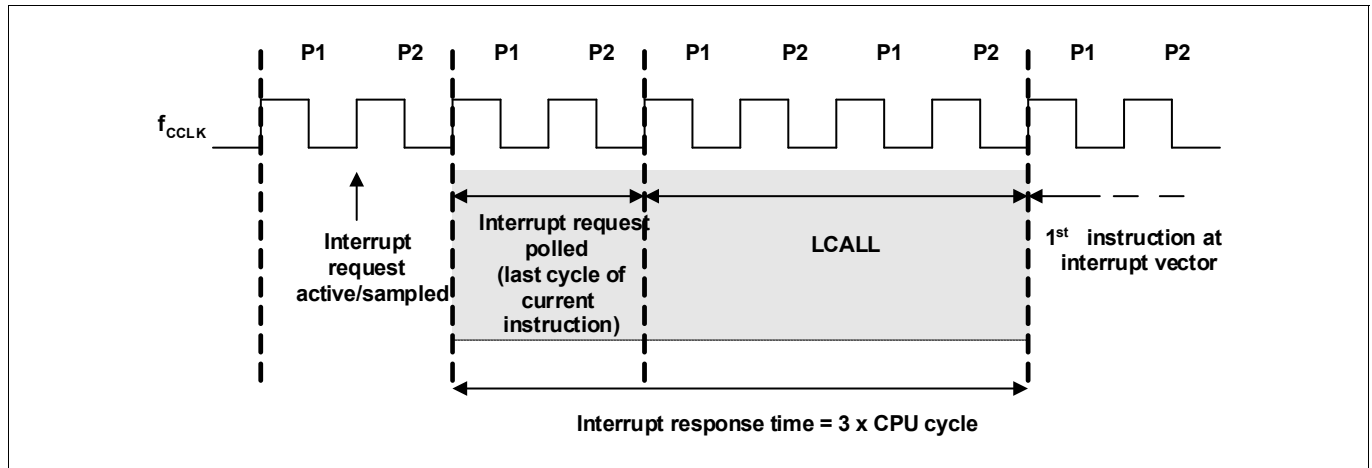 P1 P2 P1 P2 P1 P2 P1 P2 P1 P2
fCCLK
Interrupt
request
active/sampled
Interrupt request
polled
(last cycle of
current
instruction)
LCALL
1st instruction at
interrupt vector
Interrupt response time = 3 x CPU cycle